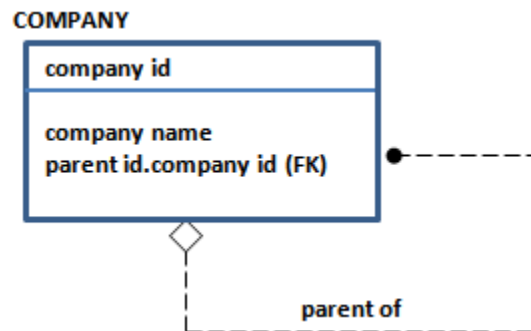 COMPANY
company id
company name
parent id.company id (FK)
parent of